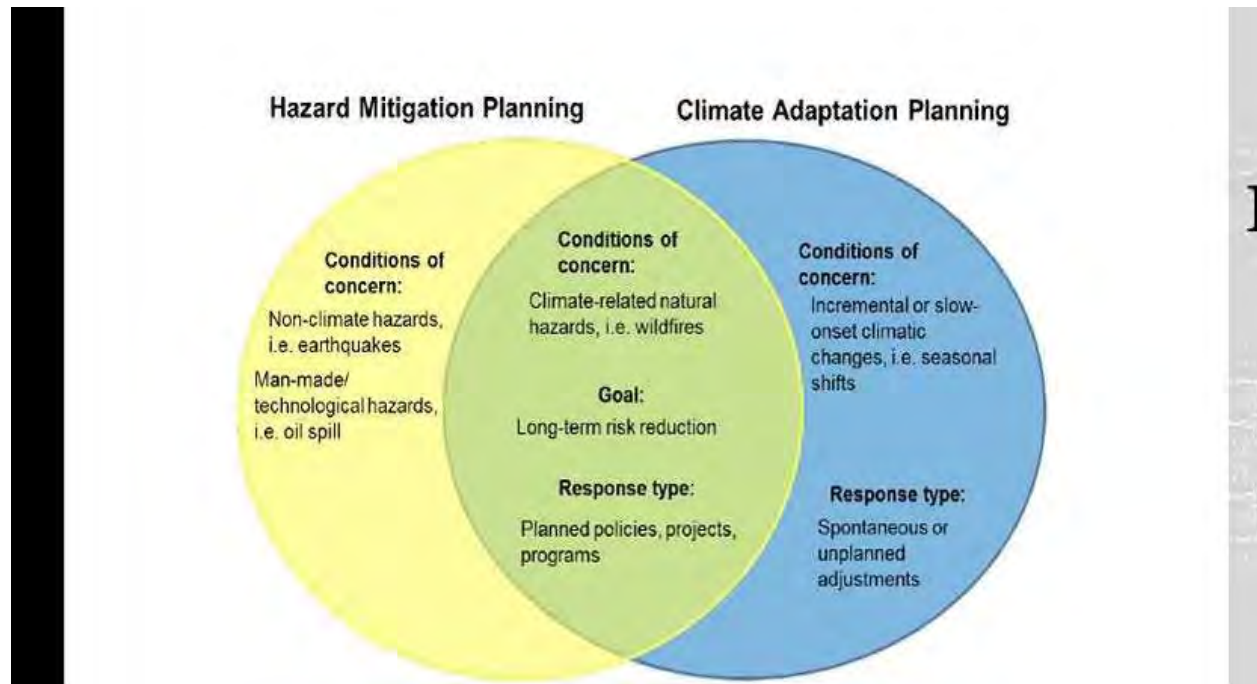 Hazard Mitigation Planning
Climate Adaptation Planning
Conditions of
concern:
Non-climate hazards,
i.e. earthquakes
Man-made/
technological hazards,
i.e. oil spill
Conditions of
concern:
Climate-related natural
hazards, i.e. wildfires
Goal:
Long-term risk reduction
Response type:
Planned policies, projects,
programs
Conditions of
concern:
Incremental or slow-
onset climatic
changes, i.e. seasonal
shifts
Response type:
Spontaneous or
unplanned
adjustments